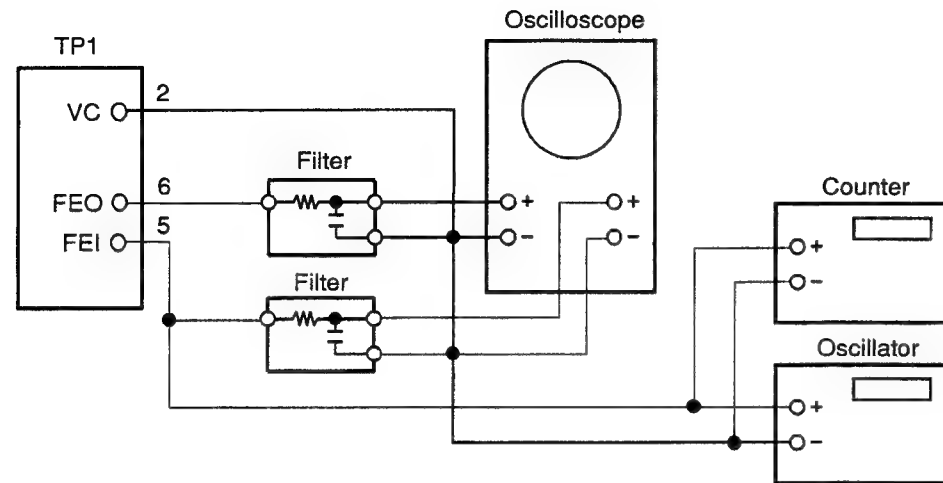 Oscilloscope
TP1
VC
2
Filter
FEO
6
+
+
Counter
FEI
5
−
−
+
Filter
−
Oscillator
+
−